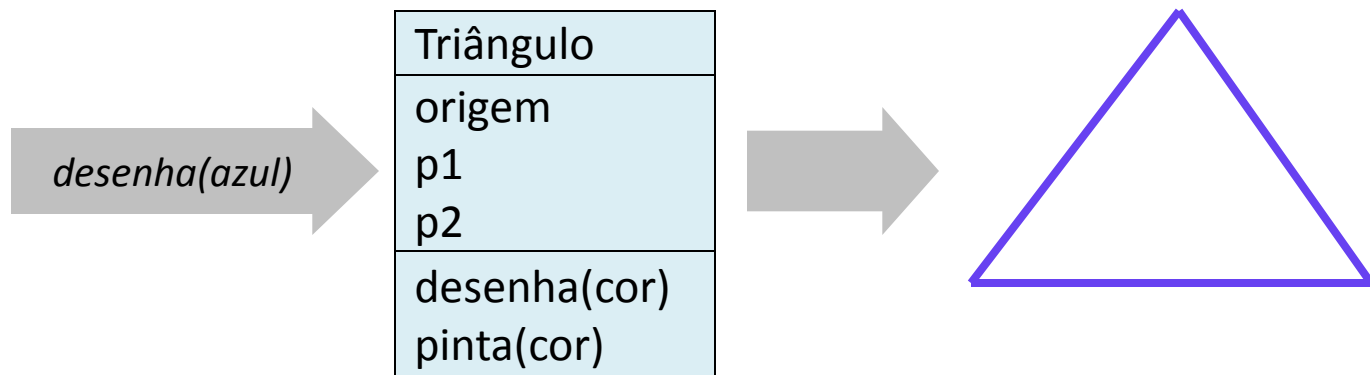 desenha(azul)
Triângulo
origem
p1
p2
desenha(cor)
pinta(cor)